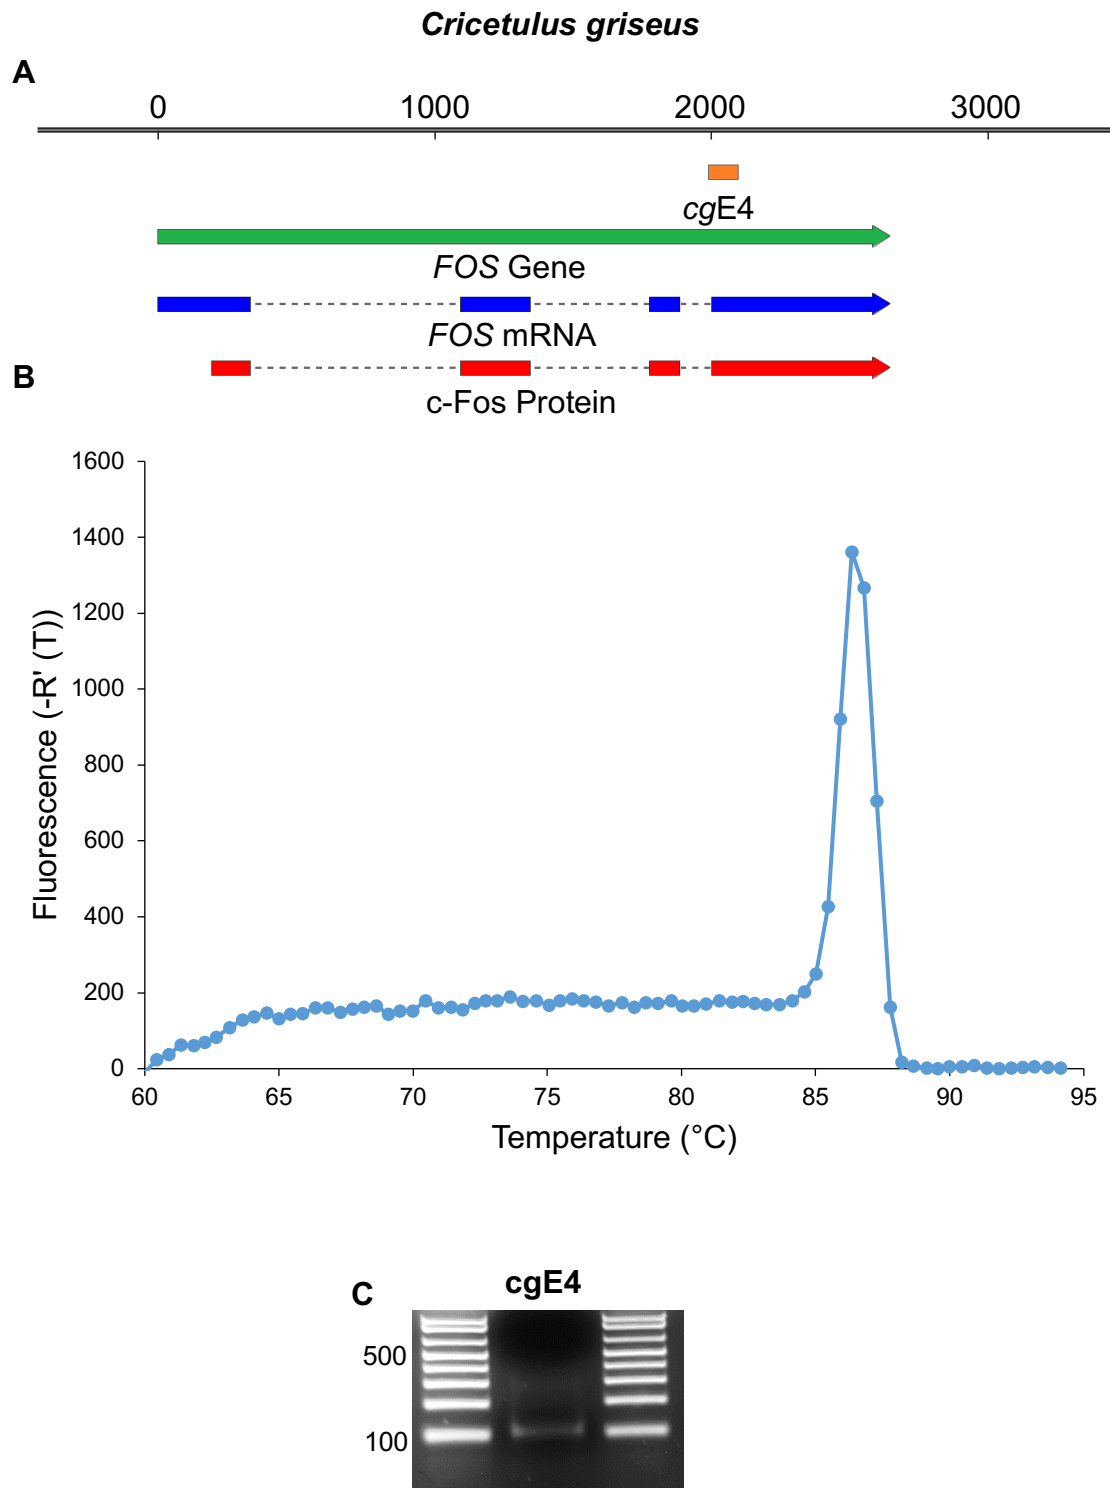 Cricetulus griseus
A
0 1000 2000 3000
cgE4
FOS Gene
FOS mRNA
B
c-Fos Protein
1600
1400
1200
1000
800
600
400
200
0
Fluorescence (-R' (T))
60 65 70 75 80 85 90 95
Temperature (°C)
C
cgE4
500
100